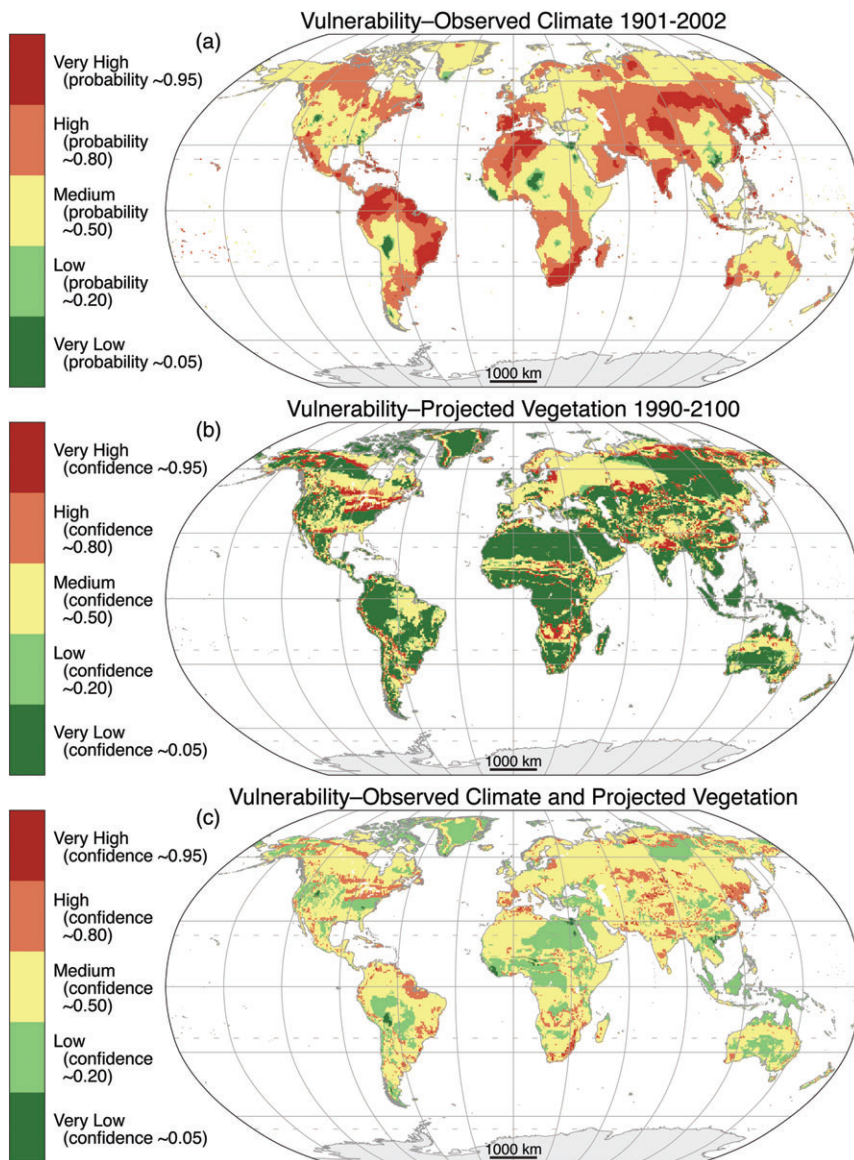 Vulnerability–Observed Climate 1901-2002
(a)
Very High
(probability ~0.95)
High
(probability
~0.80)
Medium
(probability
~0.50)
Low
(probability
~0.20)
Very Low
(probability ~0.05)
1000 km
Vulnerability–Projected Vegetation 1990-2100
(b)
Very High
(confidence ~0.95)
High
(confidence
~0.80)
Medium
(confidence
~0.50)
Low
(confidence
~0.20)
Very Low
(confidence ~0.05)
1000 km
Vulnerability–Observed Climate and Projected Vegetation
(c)
Very High
(confidence ~0.95)
High
(confidence
~0.80)
Medium
(confidence
~0.50)
Low
(confidence
~0.20)
Very Low
(confidence ~0.05)
1000 km